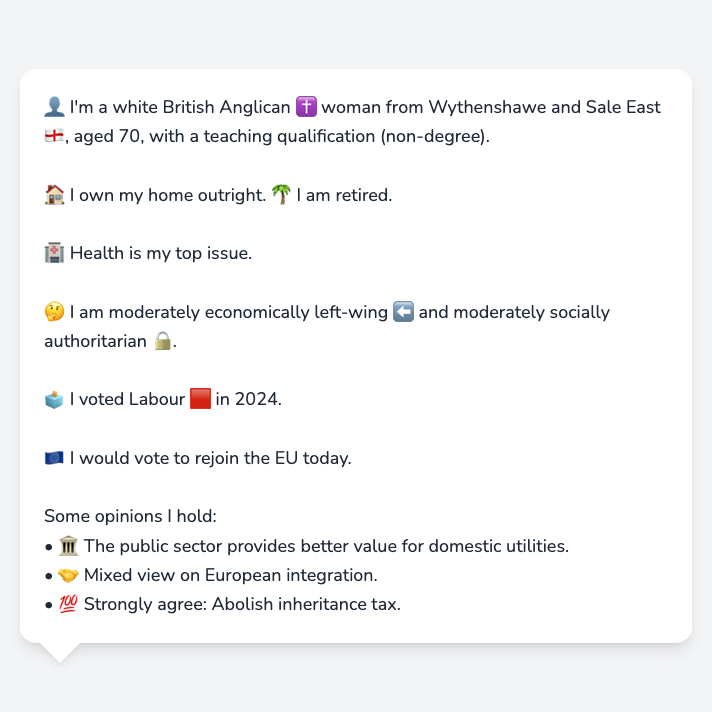 👤 I'm a white British Anglican ✝️ woman from Wythenshawe and Sale East
🏴󠁧󠁢󠁥󠁮󠁧󠁿, aged 70, with a teaching qualification (non-degree).
🏠 I own my home outright. 🌴 I am retired.
🏥 Health is my top issue.
🤔 I am moderately economically left-wing ⬅️ and moderately socially
authoritarian 🔒.
🗳️ I voted Labour 🟥 in 2024.
🇪🇺 I would vote to rejoin the EU today.
Some opinions I hold:
• 🏛️ The public sector provides better value for domestic utilities.
• 🤝 Mixed view on European integration.
• 💯 Strongly agree: Abolish inheritance tax.